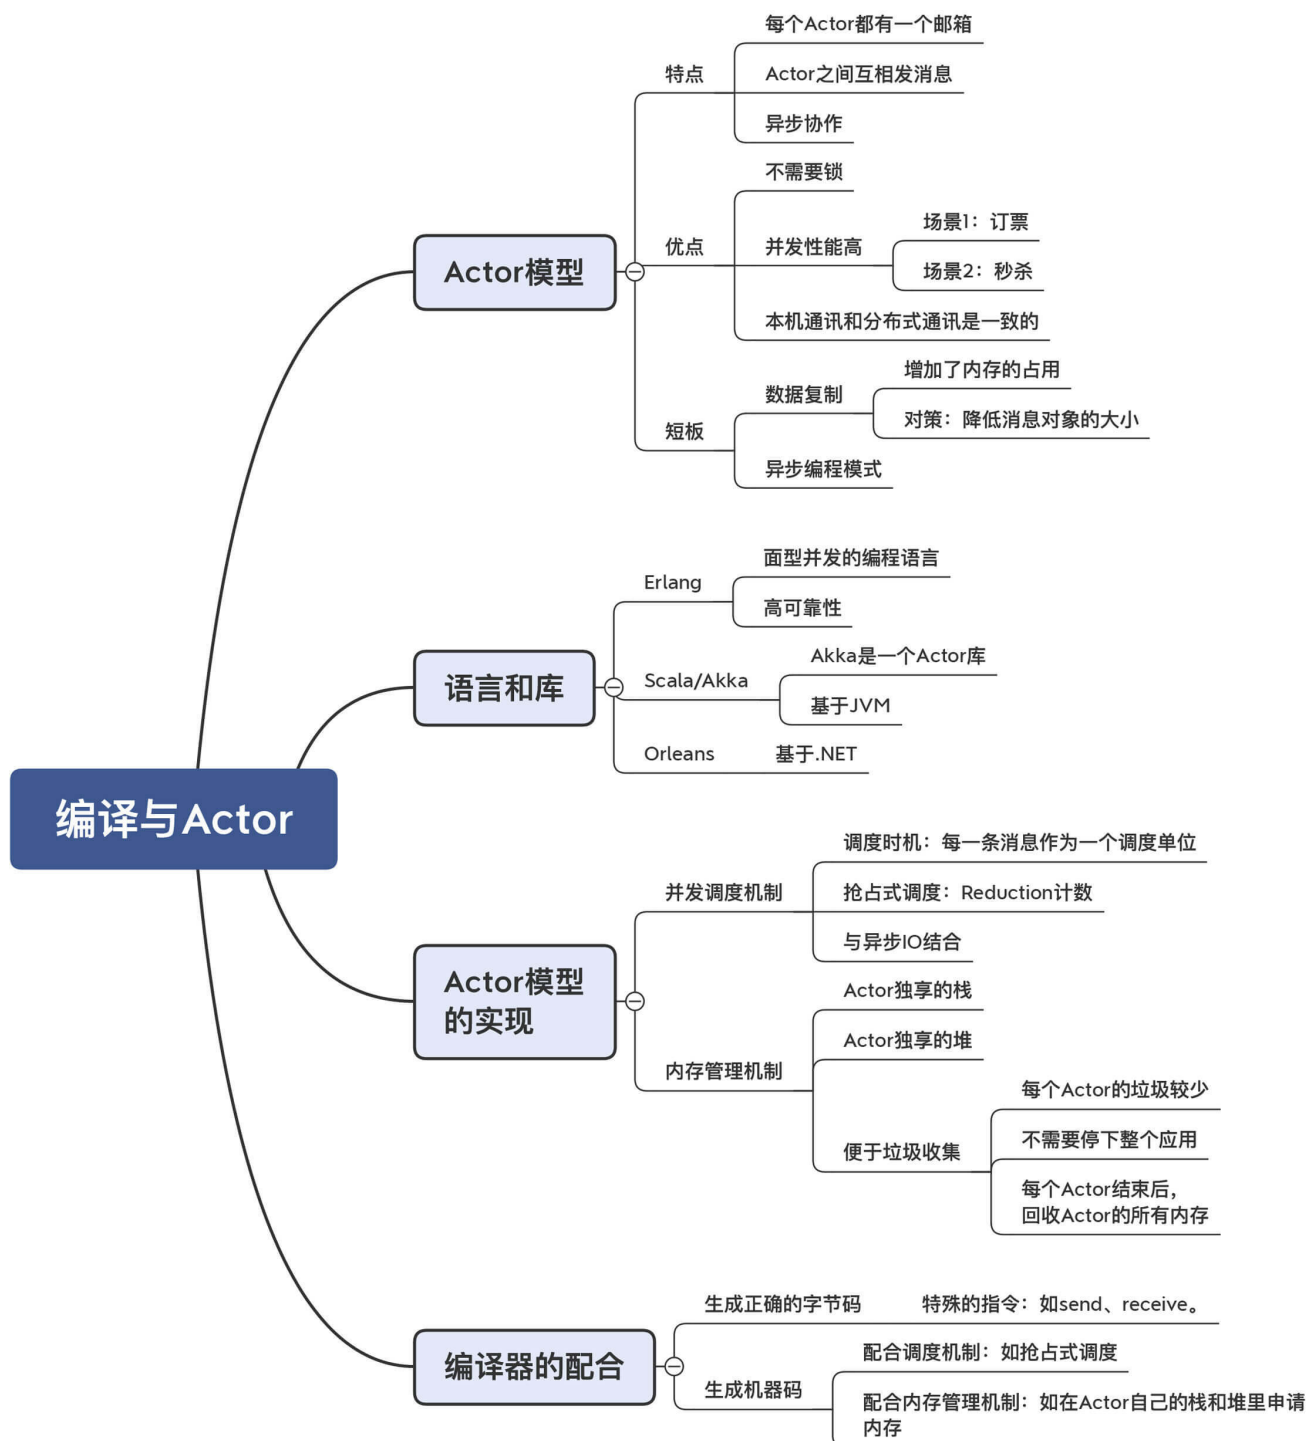 编译与Actor
Actor模型
特点
每个Actor都有一个邮箱
Actor之间互相发消息
异步协作
优点
不需要锁
并发性能高
场景1：订票
场景2：秒杀
本机通讯和分布式通讯是一致的
短板
数据复制
增加了内存的占用
对策：降低消息对象的大小
异步编程模式
语言和库
Erlang
面型并发的编程语言
高可靠性
Scala/Akka
Akka是一个Actor库
基于JVM
Orleans
基于.NET
Actor模型
的实现
并发调度机制
调度时机：每一条消息作为一个调度单位
抢占式调度：Reduction计数
与异步IO结合
内存管理机制
Actor独享的栈
Actor独享的堆
便于垃圾收集
每个Actor的垃圾较少
不需要停下整个应用
每个Actor结束后，
回收Actor的所有内存
编译器的配合
生成正确的字节码
特殊的指令：如send、receive。
生成机器码
配合调度机制：如抢占式调度
配合内存管理机制：如在Actor自己的栈和堆里申请
内存